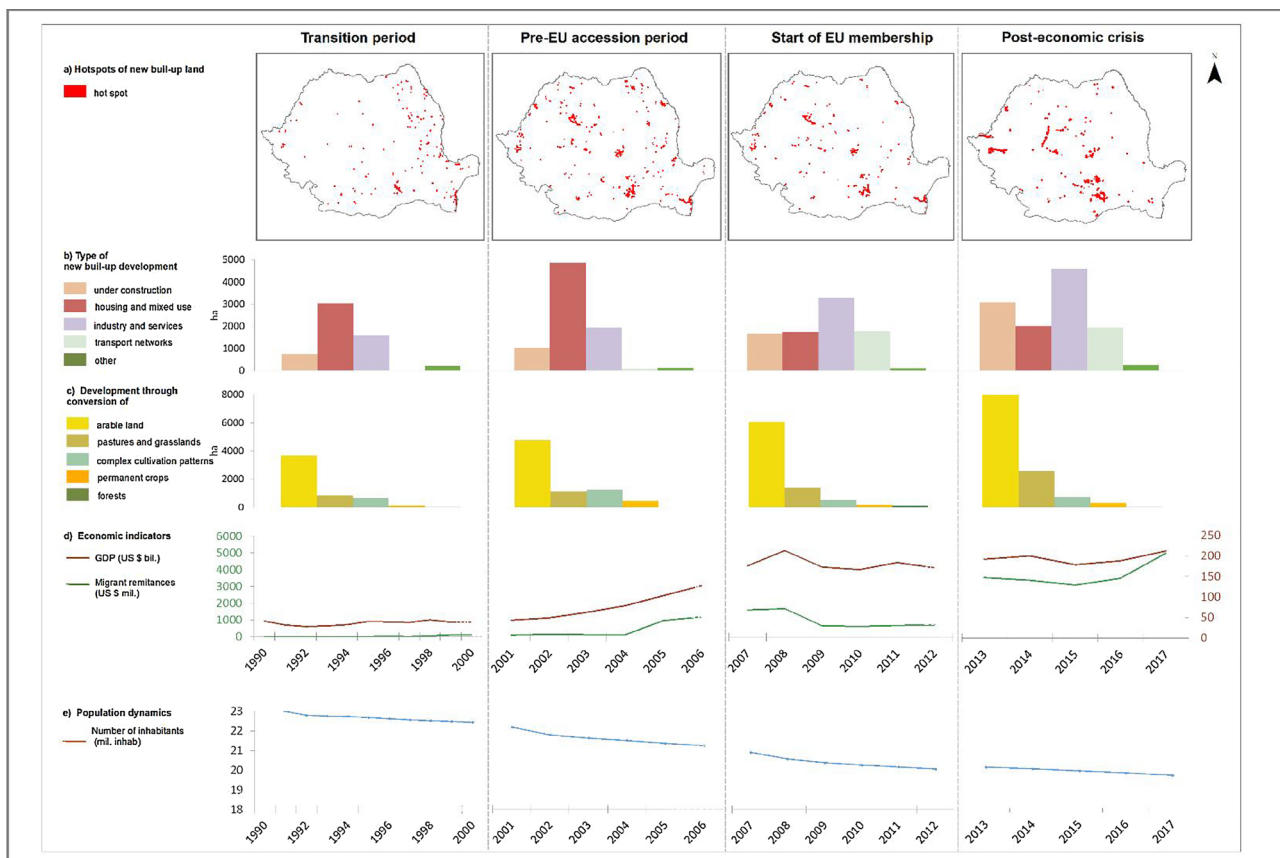 Transition period
Pre-EU accession period
Start of EU membership
Post-economic crisis
N
a) Hotspots of new buil-up land
hot spot
b) Type of
new buil-up development
under construction
housing and mixed use
industry and services
transport networks
other
5000
4000
3000
2000
1000
0
ha
c) Development through
conversion of
arable land
pastures and grasslands
complex cultivation patterns
permanent crops
forests
8000
6000
4000
2000
0
ha
d) Economic indicators
GDP (US $ bil.)
Migrant remitances
(US $ mil.)
6000
5000
4000
3000
2000
1000
0
250
200
150
100
50
0
1990
1992
1994
1996
1998
2000
2001
2002
2003
2004
2005
2006
2007
2008
2009
2010
2011
2012
2013
2014
2015
2016
2017
e) Population dynamics
Number of inhabitants
(mil. inhab)
23
22
21
20
19
18
1990
1992
1994
1996
1998
2000
2001
2002
2003
2004
2005
2006
2007
2008
2009
2010
2011
2012
2013
2014
2015
2016
2017